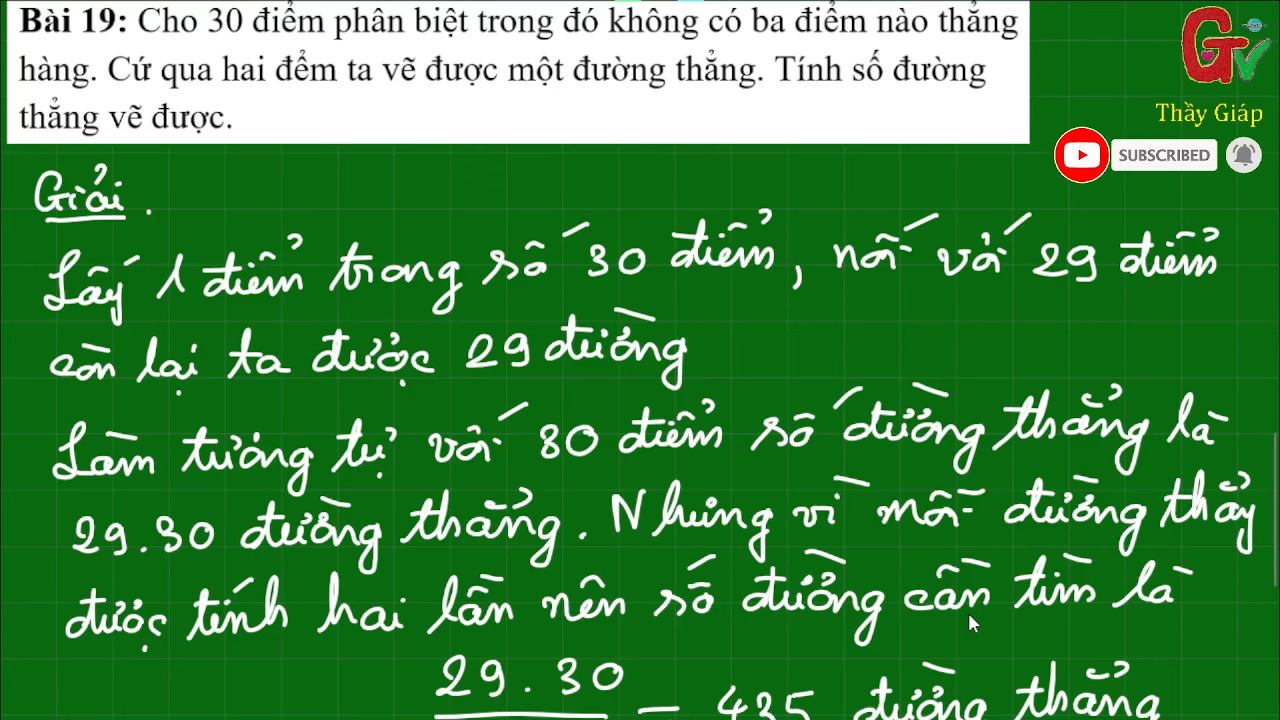 Bài 19: Cho 30 điểm phân biệt trong đó không có ba điểm nào thẳng
hàng. Cứ qua hai đểm ta vẽ được một đường thẳng. Tính số đường
thẳng vẽ được.
GTV
Thầy Giáp
SUBSCRIBED
Giải.
Lấy 1 điểm trong số 30 điểm, nối với 29 điểm
còn lại ta được 29 đường
Làm tương tự với 30 điểm số đường thẳng là
29.30 đường thẳng. Nhưng vì mỗi đường thẳng
được tính hai lần nên số đường cần tìm là
29.30
= 435 đường thẳng